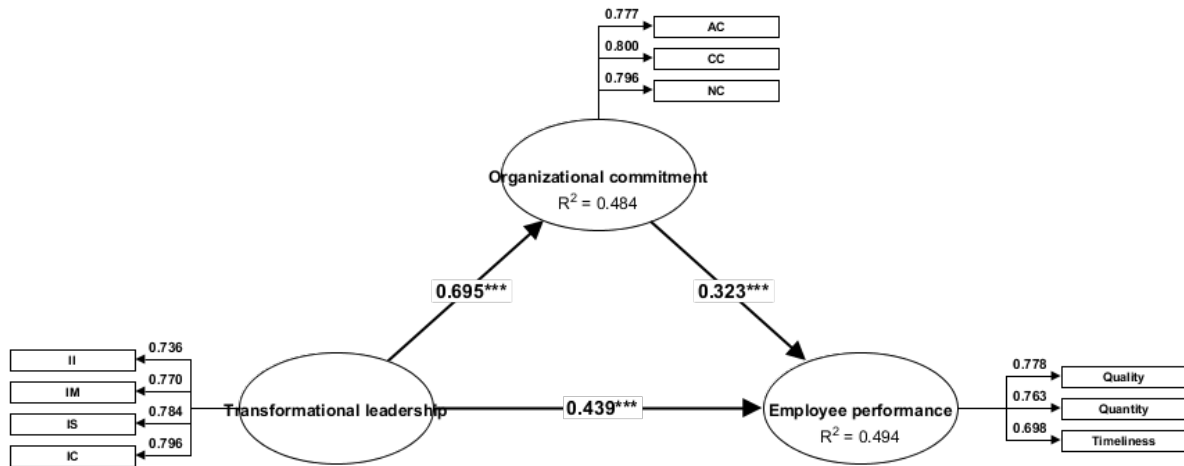 0.777
AC
0.800
CC
0.796
NC
Organizational commitment
R² = 0.484
0.695***
0.323***
0.736
II
0.770
IM
0.784
IS
0.796
IC
Transformational leadership
0.439***
Employee performance
R² = 0.494
0.778
Quality
0.763
Quantity
0.698
Timeliness